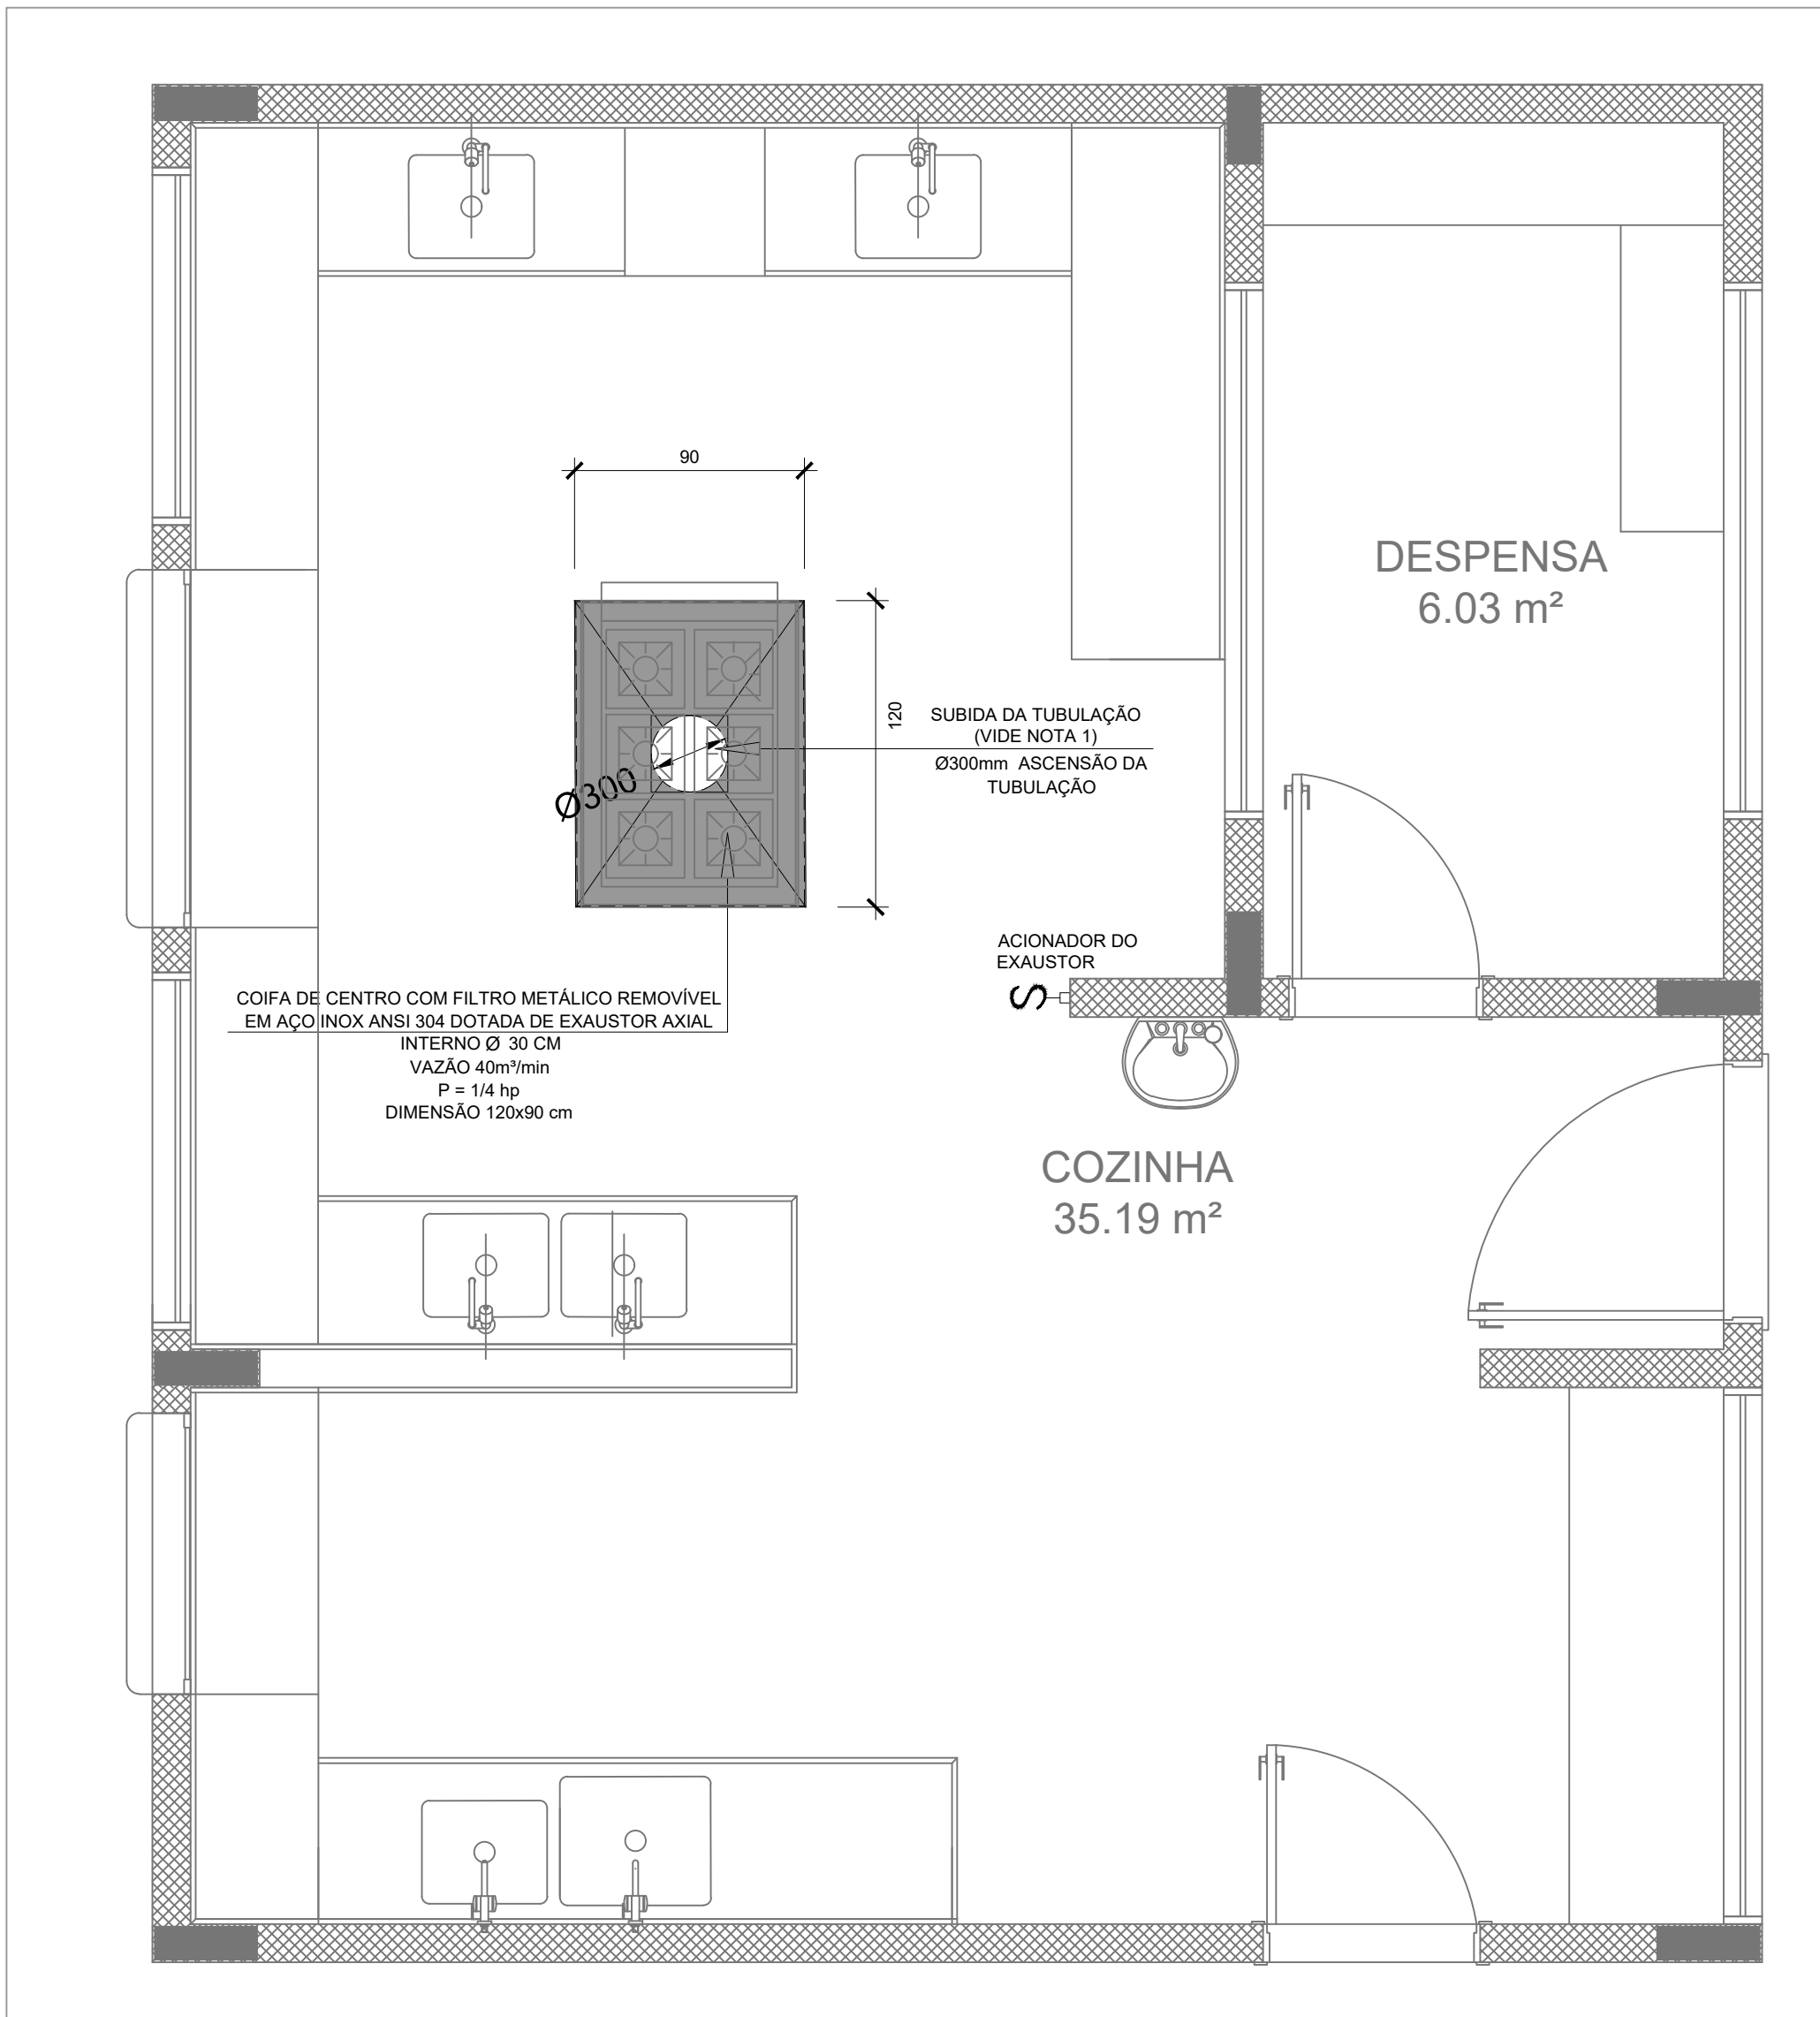 90
DESPENSA
6.03 m²
120
SUBIDA DA TUBULAÇÃO
(VIDE NOTA 1)
Ø300mm ASCENSÃO DA
TUBULAÇÃO
Ø300
ACIONADOR DO
EXAUSTOR
S
COIFA DE CENTRO COM FILTRO METÁLICO REMOVÍVEL
EM AÇO INOX ANSI 304 DOTADA DE EXAUSTOR AXIAL
INTERNO Ø 30 CM
VAZÃO 40m³/min
P = 1/4 hp
DIMENSÃO 120x90 cm
COZINHA
35.19 m²